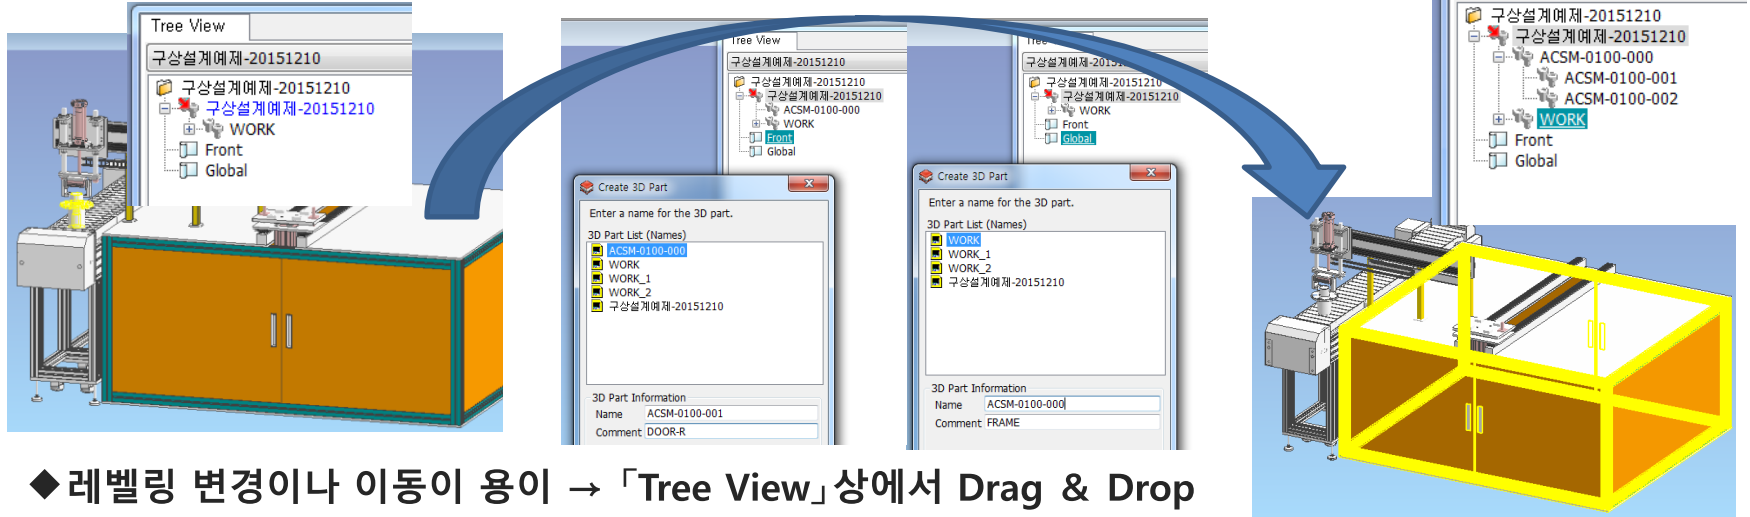 Tree View
구상설계예제-20151210
구상설계예제-20151210
구상설계예제-20151210
WORK
Front
Global
Tree View
구상설계예제-20151210
구상설계예제-20151210
구상설계예제-20151210
ACSM-0100-000
WORK
Front
Global
Create 3D Part
Enter a name for the 3D part.
3D Part List (Names)
ACSM-0100-000
WORK
WORK_1
WORK_2
구상설계예제-20151210
3D Part Information
Name ACSM-0100-001
Comment DOOR-R
구상설계예제-20151210
구상설계예제-20151210
WORK
Front
Global
Create 3D Part
Enter a name for the 3D part.
3D Part List (Names)
WORK
WORK_1
WORK_2
구상설계예제-20151210
3D Part Information
Name ACSM-0100-000
Comment FRAME
구상설계예제-20151210
구상설계예제-20151210
ACSM-0100-000
ACSM-0100-001
ACSM-0100-002
WORK
Front
Global
◆레벨링 변경이나 이동이 용이 → 「Tree View」상에서 Drag & Drop